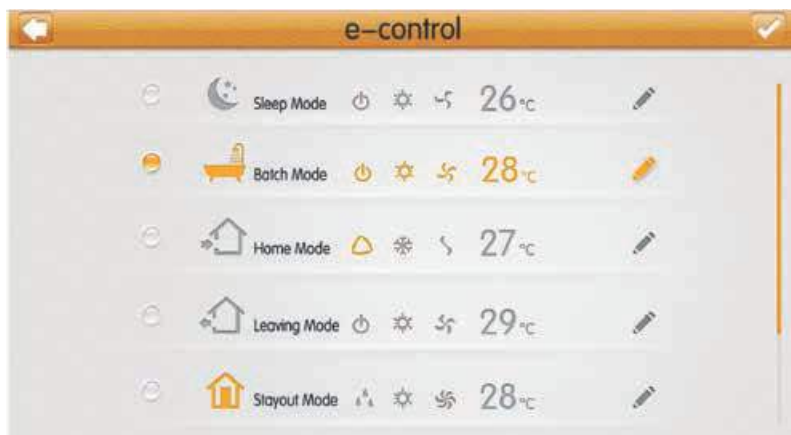 e-control
Sleep Mode 26°C
Batch Mode 28°C
Home Mode 27°C
Leaving Mode 29°C
Stayout Mode 28°C